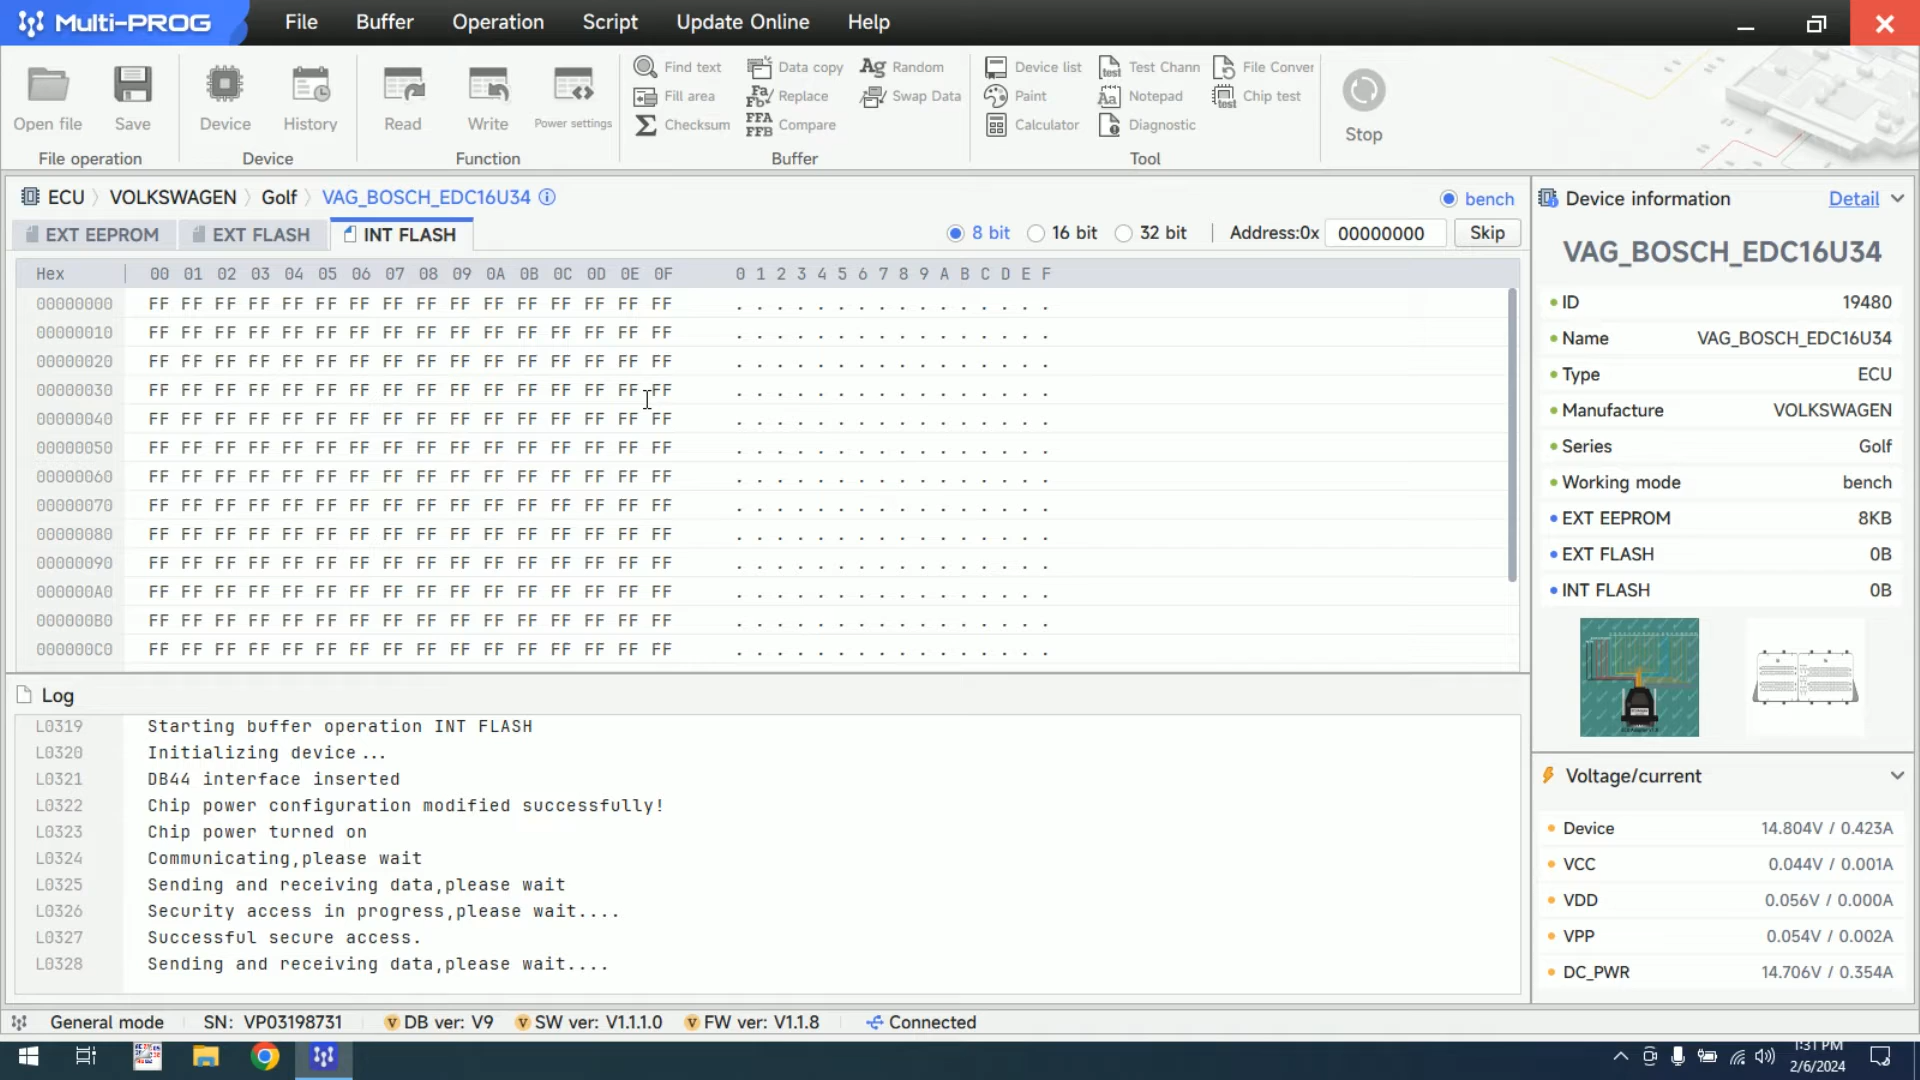 Multi-PROG File Buffer Operation Script Update Online Help
Open file Save Device History Read Write Power settings
Find text Data copy Ag Random
Fill area Replace Swap Data
Checksum FFA FFB Compare
Device list Test Chann File Conver
Paint Notepad Chip test
Calculator Diagnostic
Stop
File operation Device Function Buffer Tool
ECU VOLKSWAGEN Golf VAG_BOSCH_EDC16U34 bench
EXT EEPROM EXT FLASH INT FLASH 8 bit 16 bit 32 bit Address:0x 00000000 Skip
Hex 00 01 02 03 04 05 06 07 08 09 0A 0B 0C 0D 0E 0F 0 1 2 3 4 5 6 7 8 9 A B C D E F
00000000 FF FF FF FF FF FF FF FF FF FF FF FF FF FF FF FF . . . . . . . . . . . . . . . .
00000010 FF FF FF FF FF FF FF FF FF FF FF FF FF FF FF FF . . . . . . . . . . . . . . . .
00000020 FF FF FF FF FF FF FF FF FF FF FF FF FF FF FF FF . . . . . . . . . . . . . . . .
00000030 FF FF FF FF FF FF FF FF FF FF FF FF FF FF FF FF . . . . . . . . . . . . . . . .
00000040 FF FF FF FF FF FF FF FF FF FF FF FF FF FF FF FF . . . . . . . . . . . . . . . .
00000050 FF FF FF FF FF FF FF FF FF FF FF FF FF FF FF FF . . . . . . . . . . . . . . . .
00000060 FF FF FF FF FF FF FF FF FF FF FF FF FF FF FF FF . . . . . . . . . . . . . . . .
00000070 FF FF FF FF FF FF FF FF FF FF FF FF FF FF FF FF . . . . . . . . . . . . . . . .
00000080 FF FF FF FF FF FF FF FF FF FF FF FF FF FF FF FF . . . . . . . . . . . . . . . .
00000090 FF FF FF FF FF FF FF FF FF FF FF FF FF FF FF FF . . . . . . . . . . . . . . . .
000000A0 FF FF FF FF FF FF FF FF FF FF FF FF FF FF FF FF . . . . . . . . . . . . . . . .
000000B0 FF FF FF FF FF FF FF FF FF FF FF FF FF FF FF FF . . . . . . . . . . . . . . . .
000000C0 FF FF FF FF FF FF FF FF FF FF FF FF FF FF FF FF . . . . . . . . . . . . . . . .
Log
L0319 Starting buffer operation INT FLASH
L0320 Initializing device...
L0321 DB44 interface inserted
L0322 Chip power configuration modified successfully!
L0323 Chip power turned on
L0324 Communicating,please wait
L0325 Sending and receiving data,please wait
L0326 Security access in progress,please wait....
L0327 Successful secure access.
L0328 Sending and receiving data,please wait....
Device information Detail
VAG_BOSCH_EDC16U34
ID 19480
Name VAG_BOSCH_EDC16U34
Type ECU
Manufacture VOLKSWAGEN
Series Golf
Working mode bench
EXT EEPROM 8KB
EXT FLASH 0B
INT FLASH 0B
Voltage/current
Device 14.804V / 0.423A
VCC 0.044V / 0.001A
VDD 0.056V / 0.000A
VPP 0.054V / 0.002A
DC_PWR 14.706V / 0.354A
General mode SN: VP03198731 DB ver: V9 SW ver: V1.1.1.0 FW ver: V1.1.8 Connected
1:31 PM
2/6/2024